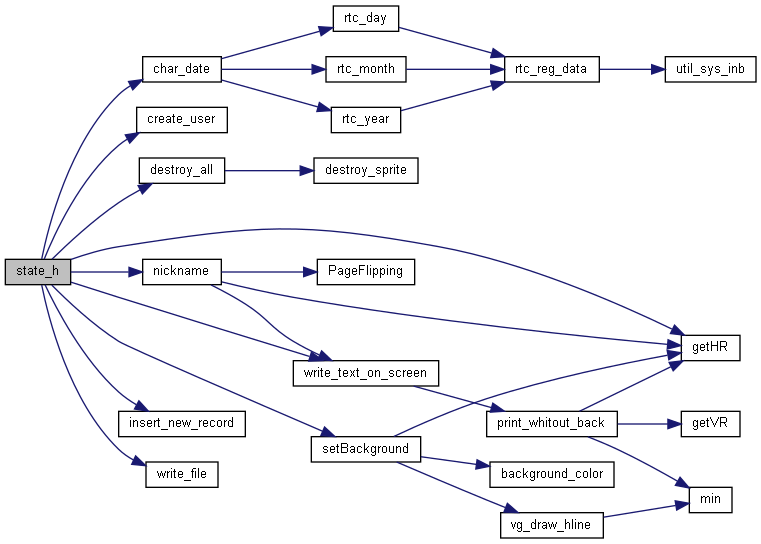 state_h
char_date
create_user
destroy_all
nickname
insert_new_record
write_file
rtc_day
rtc_month
rtc_year
destroy_sprite
PageFlipping
write_text_on_screen
setBackground
rtc_reg_data
print_whitout_back
background_color
vg_draw_hline
util_sys_inb
getHR
getVR
min